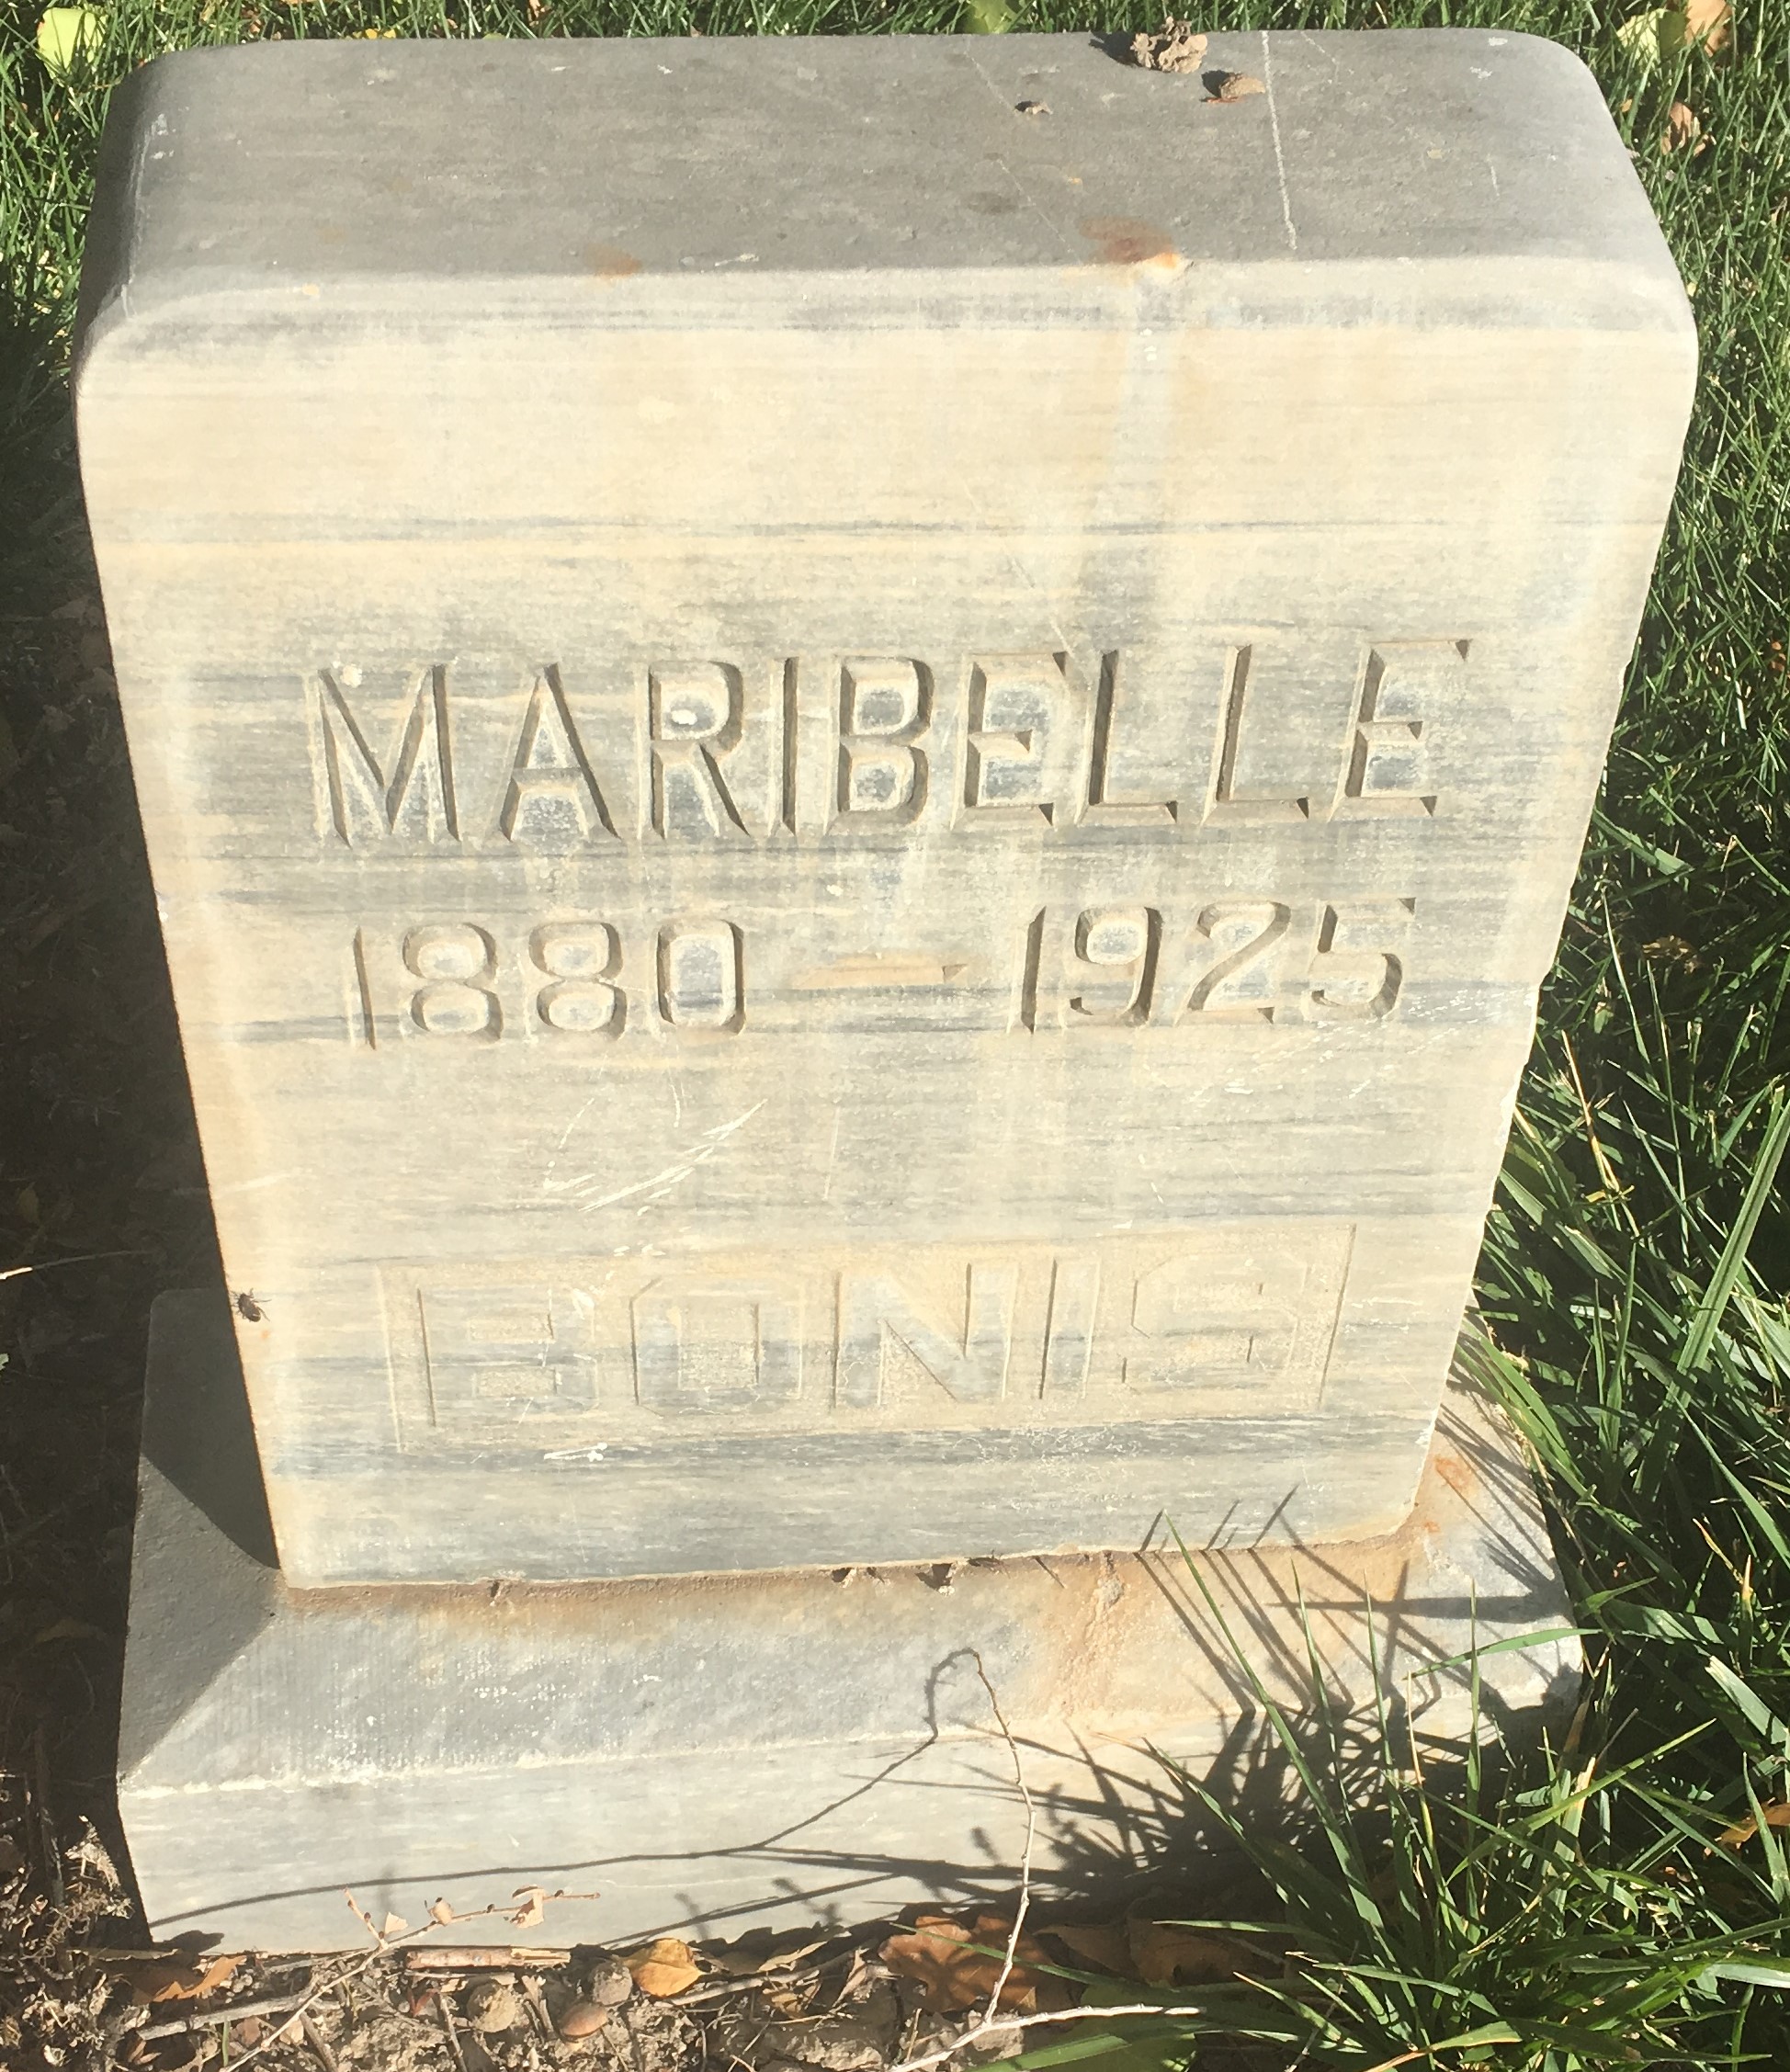 MARIBELLE
1880 — 1925
BONIS